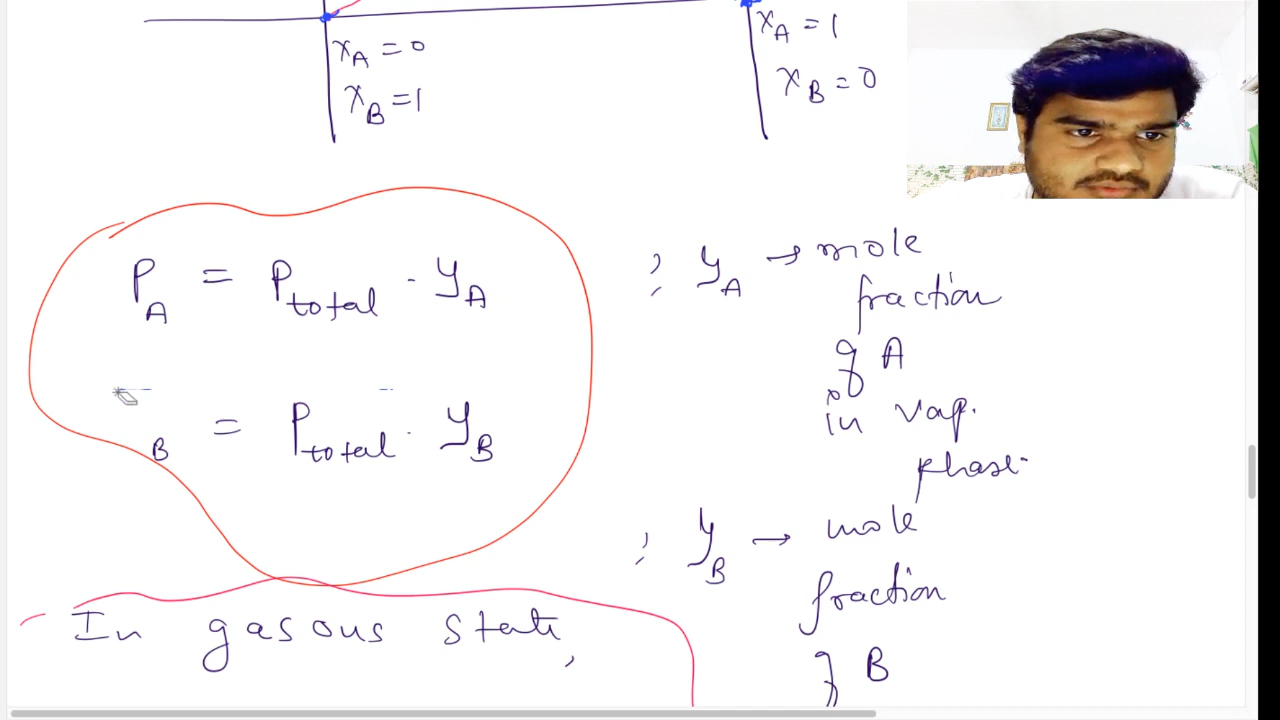 x_A = 0
x_B = 1
x_A = 1
x_B = 0
P_A = P_total · y_A
; y_A → mole
fraction
of A
in vap.
phase.
_B = P_total · y_B
; y_B → mole
fraction
of B
In gasous state,